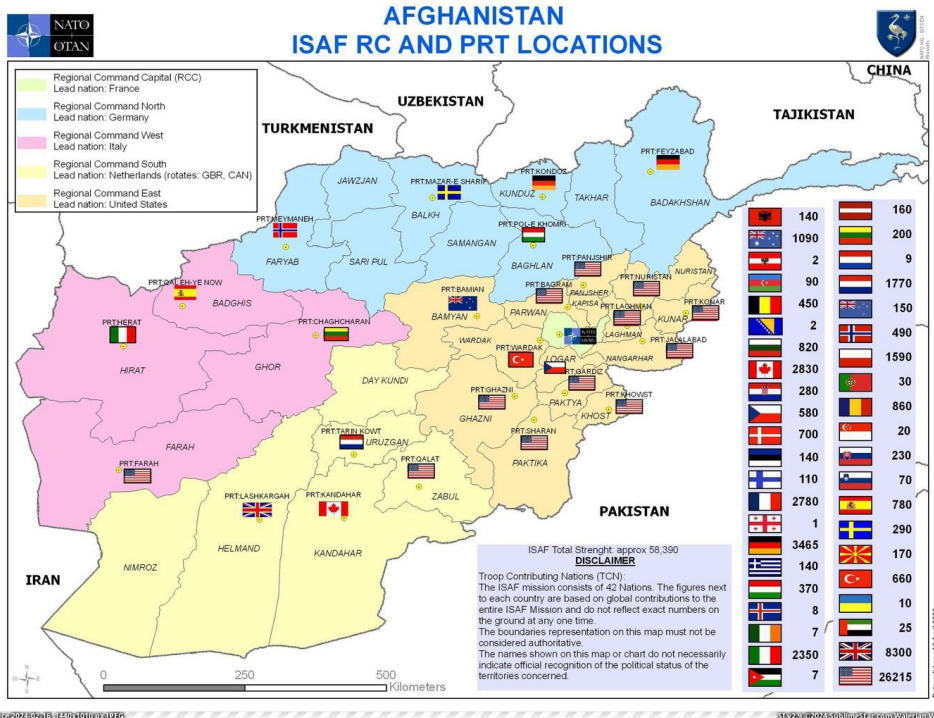 AFGHANISTAN
ISAF RC AND PRT LOCATIONS
NATO
OTAN
Regional Command Capital (RCC)
Lead nation: France
Regional Command North
Lead nation: Germany
Regional Command West
Lead nation: Italy
Regional Command South
Lead nation: Netherlands (rotates: GBR, CAN)
Regional Command East
Lead nation: United States
CHINA
UZBEKISTAN
TURKMENISTAN
TAJIKISTAN
PAKISTAN
IRAN
PRT:FEYZABAD
PRT:KONDOZ
PRT:MAZAR-E SHARIF
PRT:MEYMANEH
PRT:POL-E KHOMRI
JAWZJAN
BALKH
KUNDUZ
TAKHAR
BADAKHSHAN
SAMANGAN
FARYAB
SARI PUL
BAGHLAN
PRT:PANJSHIR
PRT:NURISTAN
NURISTAN
PRT:QAL'EH-YE NOW
BADGHIS
PRT:BAMIAN
BAMYAN
PRT:BAGRAM
PANJSHER
KAPISA
PARWAN
PRT:LAGHMAN
LAGHMAN
PRT:KONAR
KUNAR
PRT:HERAT
PRT:CHAGHCHARAN
WARDAK
PRT:WARDAK
LOGAR
NATO
OTAN
PRT:JALALABAD
NANGARHAR
HIRAT
GHOR
DAY KUNDI
PRT:GARDIZ
PRT:GHAZNI
GHAZNI
PAKTYA
PRT:KHOWST
KHOST
PRT:SHARAN
PAKTIKA
PRT:TARIN KOWT
URUZGAN
FARAH
PRT:FARAH
PRT:QALAT
ZABUL
PRT:LASHKARGAH
PRT:KANDAHAR
HELMAND
KANDAHAR
NIMROZ
140
1090
2
90
450
2
820
2830
280
580
700
140
110
2780
1
3465
140
370
8
7
2350
7
160
200
9
1770
150
490
1590
30
860
20
230
70
780
290
170
660
10
25
8300
26215
ISAF Total Strenght: approx 58,390
DISCLAIMER
Troop Contributing Nations (TCN):
The ISAF mission consists of 42 Nations. The figures next
to each country are based on global contributions to the
entire ISAF Mission and do not reflect exact numbers on
the ground at any one time.
The boundaries representation on this map must not be
considered authoritative.
The names shown on this map or chart do not necessarily
indicate official recognition of the political status of the
territories concerned.
0 250 500
Kilometers